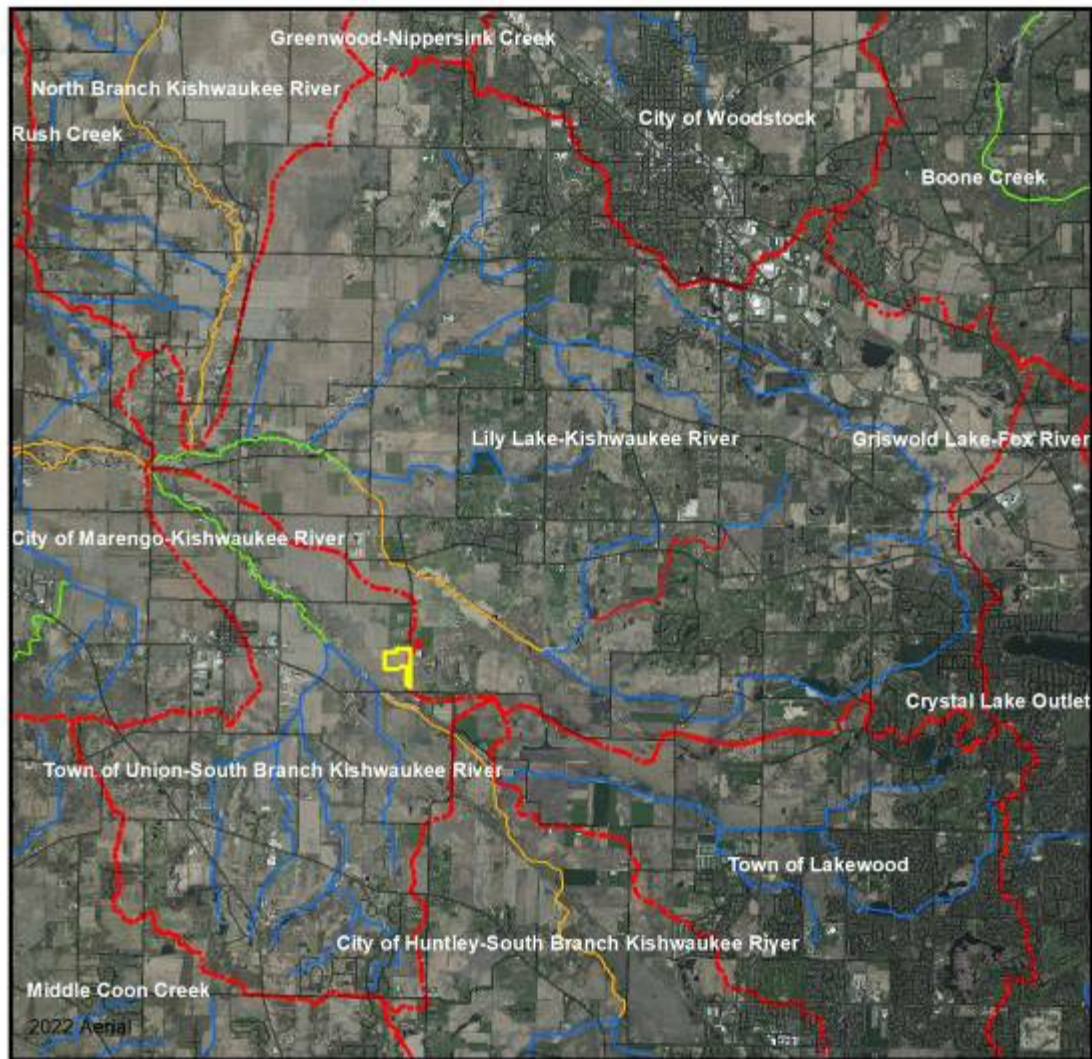 Greenwood-Nippersink Creek
North Branch Kishwaukee River
City of Woodstock
Rush Creek
Boone Creek
Lily Lake-Kishwaukee River
Griswold Lake-Fox River
City of Marengo-Kishwaukee River
Crystal Lake Outlet
Town of Union-South Branch Kishwaukee River
Town of Lakewood
City of Huntley-South Branch Kishwaukee River
Middle Coon Creek
2022 Aerial